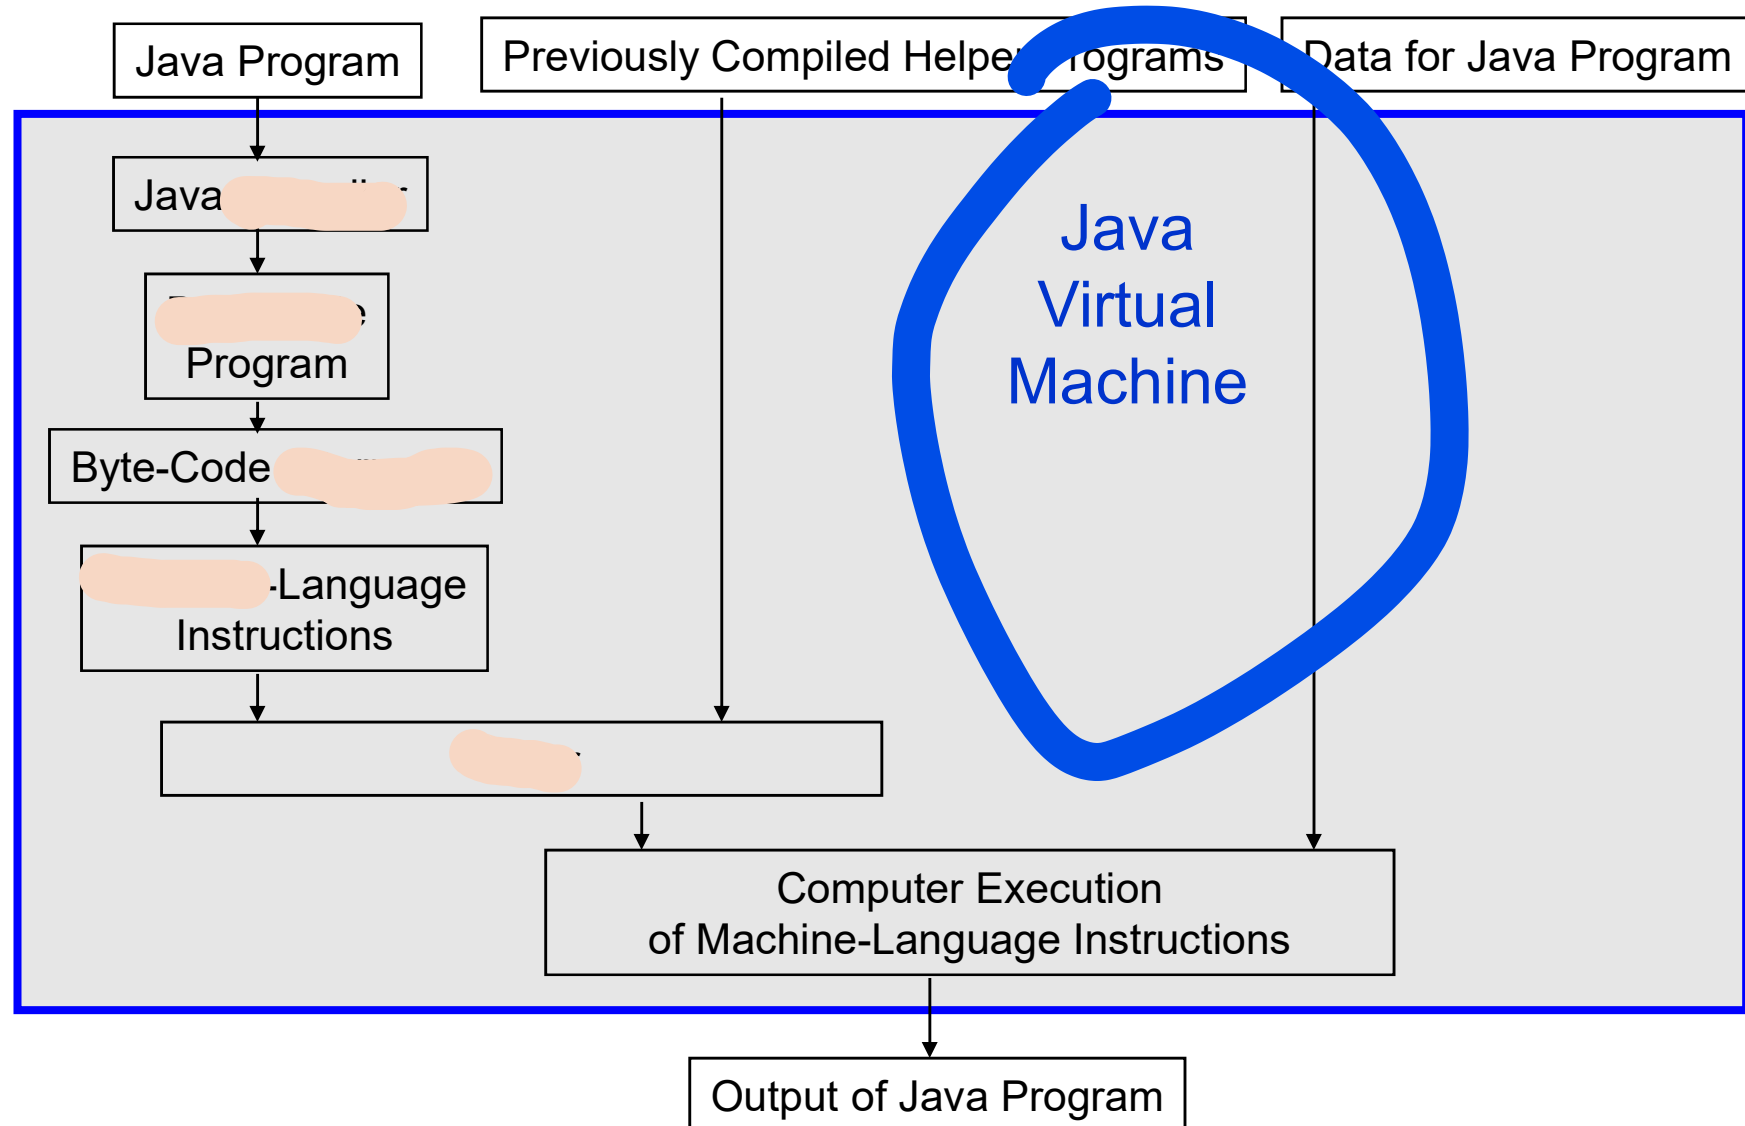 Java Program
Previously Compiled Helper Programs
Data for Java Program
Java
Program
Byte-Code
-Language
Instructions
Java
Virtual
Machine
Computer Execution
of Machine-Language Instructions
Output of Java Program